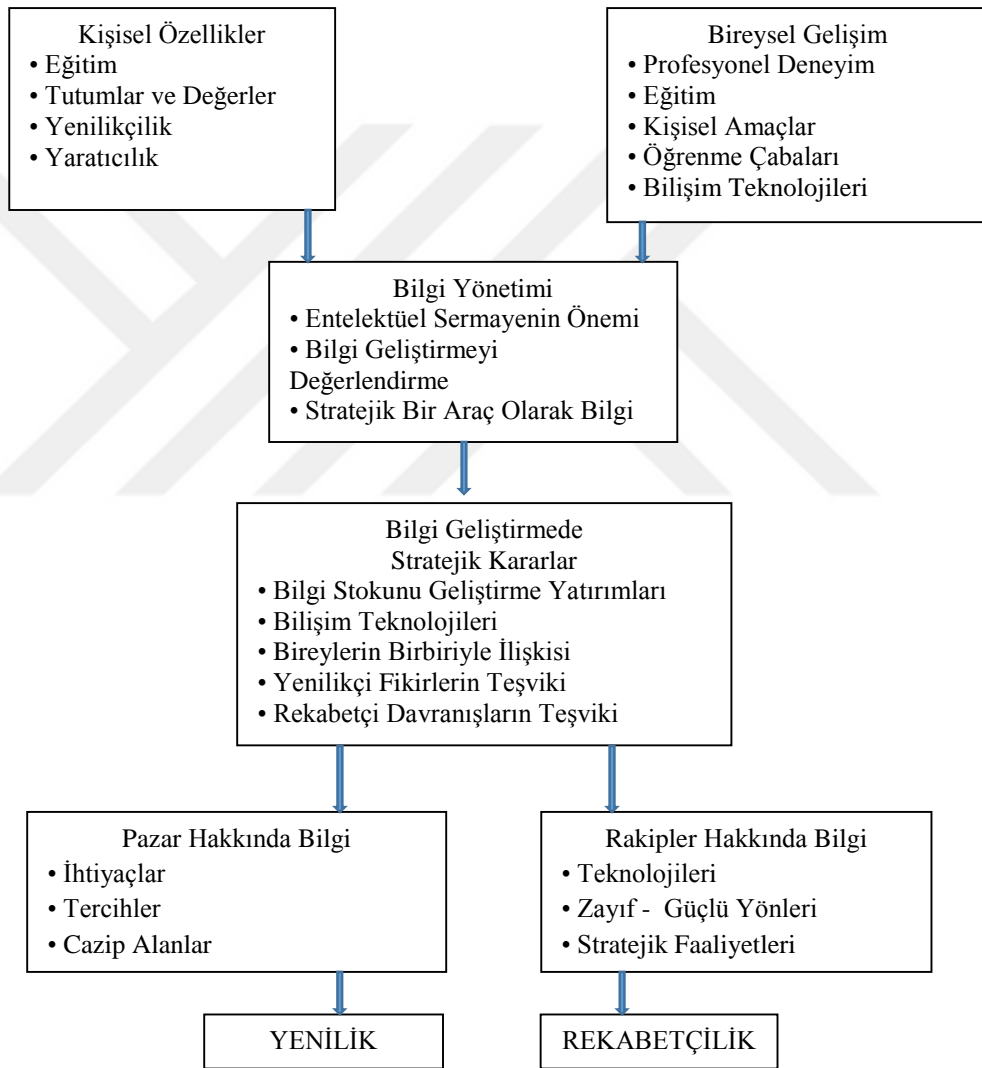 Kişisel Özellikler
• Eğitim
• Tutumlar ve Değerler
• Yenilikçilik
• Yaratıcılık
Bireysel Gelişim
• Profesyonel Deneyim
• Eğitim
• Kişisel Amaçlar
• Öğrenme Çabaları
• Bilişim Teknolojileri
Bilgi Yönetimi
• Entelektüel Sermayenin Önemi
• Bilgi Geliştirmeyi
Değerlendirme
• Stratejik Bir Araç Olarak Bilgi
Bilgi Geliştirmede
Stratejik Kararlar
• Bilgi Stokunu Geliştirme Yatırımları
• Bilişim Teknolojileri
• Bireylerin Birbiriyle İlişkisi
• Yenilikçi Fikirlerin Teşviki
• Rekabetçi Davranışların Teşviki
Pazar Hakkında Bilgi
• İhtiyaçlar
• Tercihler
• Cazip Alanlar
Rakipler Hakkında Bilgi
• Teknolojileri
• Zayıf - Güçlü Yönleri
• Stratejik Faaliyetleri
YENİLİK
REKABETÇİLİK